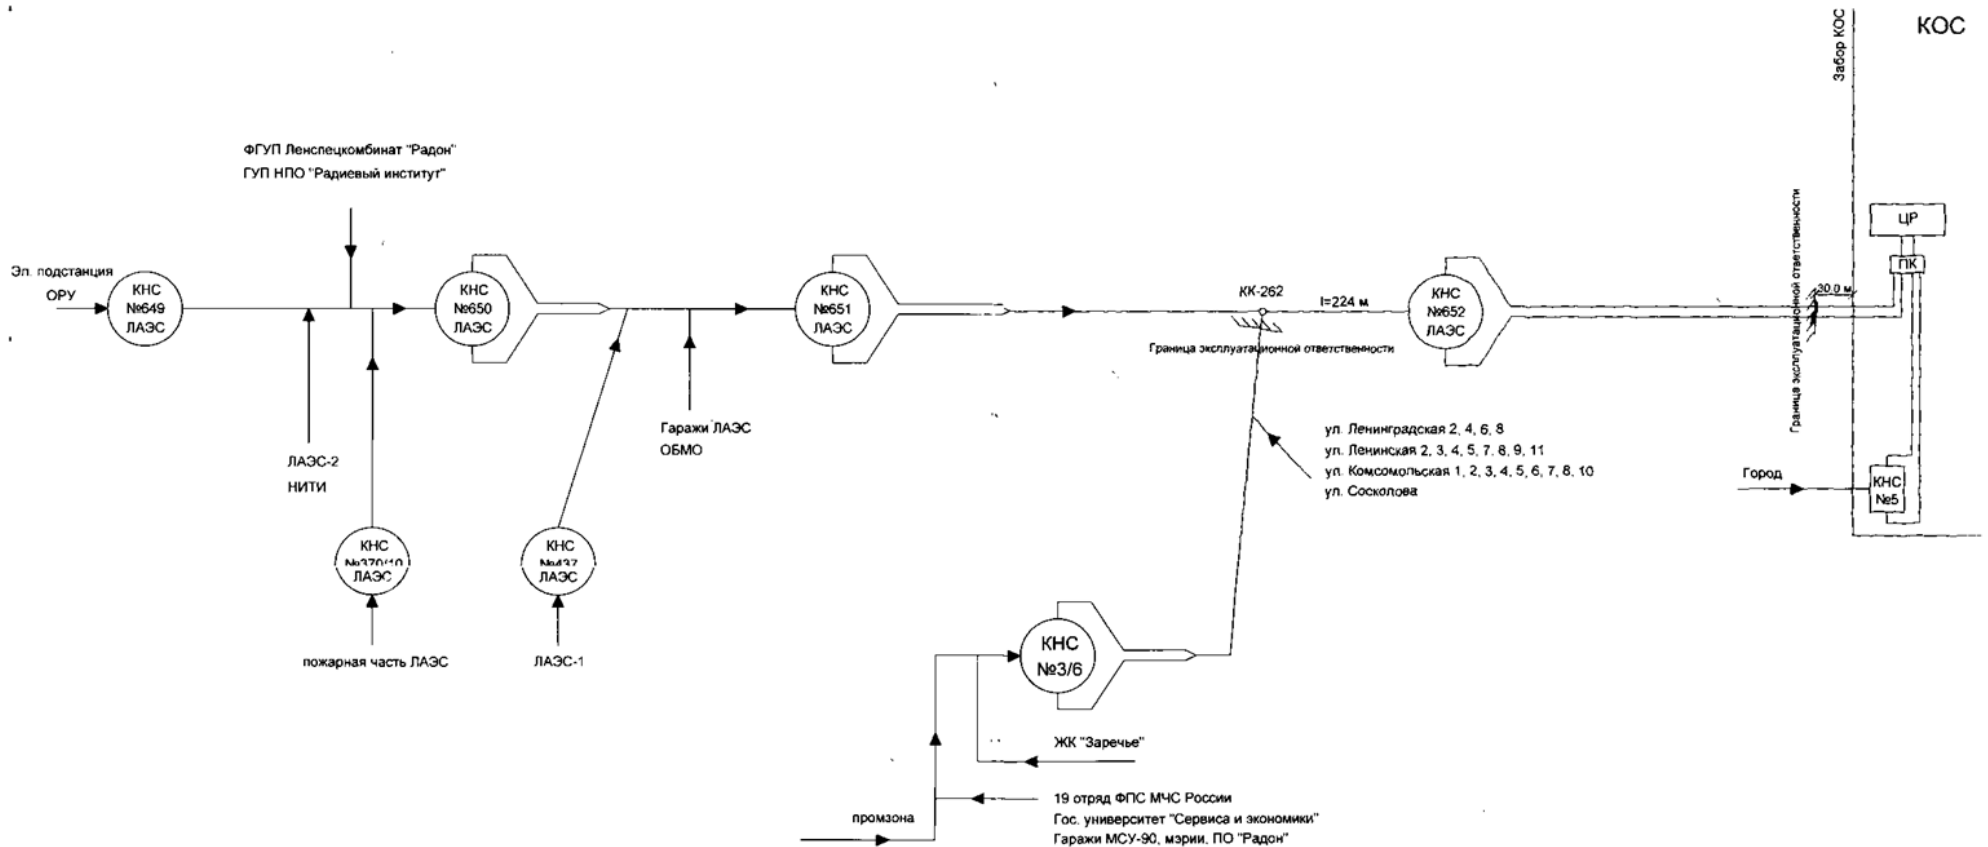 КОС
Забор КОС
ФГУП Ленспецкомбинат "Радон"
ГУП НПО "Радиевый институт"
Эл. подстанция
ОРУ
КНС
№649
ЛАЭС
КНС
№650
ЛАЭС
КНС
№651
ЛАЭС
КК-262
l=224 м
КНС
№652
ЛАЭС
Граница эксплуатационной ответственности
Граница эксплуатационной ответственности
30,0 м
ЦР
ПК
Гаражи ЛАЭС
ОБМО
ЛАЭС-2
НИТИ
ул. Ленинградская 2, 4, 6, 8
ул. Ленинская 2, 3, 4, 5, 7, 8, 9, 11
ул. Комсомольская 1, 2, 3, 4, 5, 6, 7, 8, 10
ул. Сосколова
Город
КНС
№5
КНС
№370/10
ЛАЭС
КНС
№437
ЛАЭС
пожарная часть ЛАЭС
ЛАЭС-1
КНС
№3/6
ЖК "Заречье"
19 отряд ФПС МЧС России
Гос. университет "Сервиса и экономики"
Гаражи МСУ-90, мэрии, ПО "Радон"
промзона